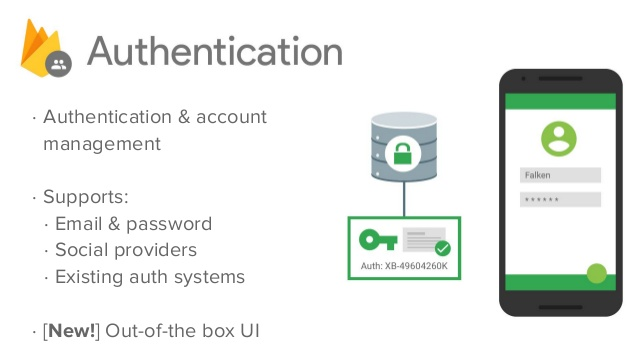 Authentication
· Authentication & account
management
· Supports:
· Email & password
· Social providers
· Existing auth systems
· [New!] Out-of-the box UI
Auth: XB-49604260K
Falken
******